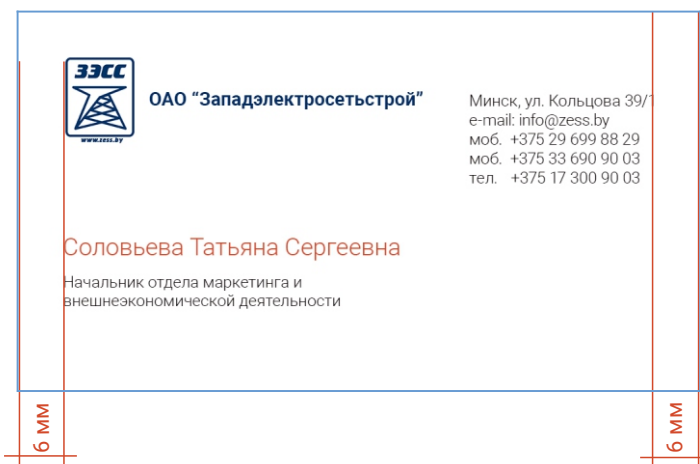 ЗЭСС
www.zess.by
ОАО “Западэлектросетьстрой”
Минск, ул. Кольцова 39/1
e-mail: info@zess.by
моб. +375 29 699 88 29
моб. +375 33 690 90 03
тел. +375 17 300 90 03
Соловьева Татьяна Сергеевна
Начальник отдела маркетинга и
внешнеэкономической деятельности
6 мм
6 мм